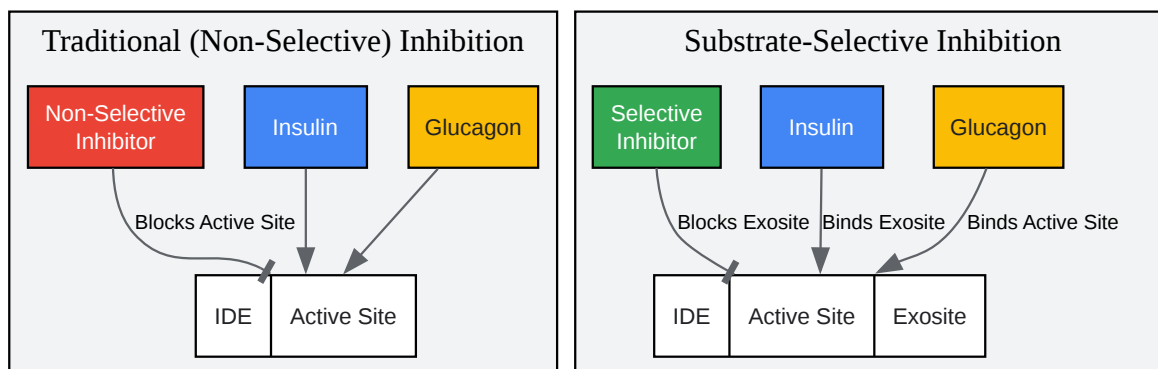 Traditional (Non-Selective) Inhibition
Non-Selective
Inhibitor
Insulin
Glucagon
Blocks Active Site
IDE
Active Site
Substrate-Selective Inhibition
Selective
Inhibitor
Insulin
Glucagon
Blocks Exosite
Binds Exosite
Binds Active Site
IDE
Active Site
Exosite